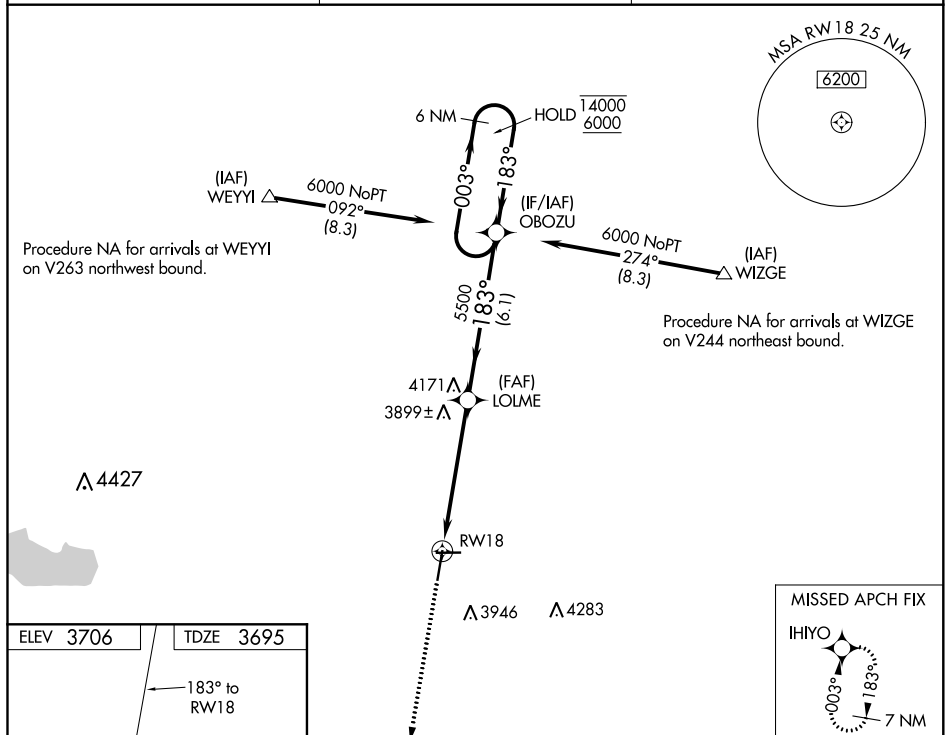 MSA RW18 25 NM
6200
6 NM
HOLD
14000
6000
003°
183°
(IAF)
WEYYI
6000 NoPT
092°
(8.3)
(IF/IAF)
OBOZU
6000 NoPT
274°
(8.3)
(IAF)
WIZGE
Procedure NA for arrivals at WEYYI
on V263 northwest bound.
5500
183°
(6.1)
Procedure NA for arrivals at WIZGE
on V244 northeast bound.
4171
3899±
(FAF)
LOLME
4427
RW18
3946
4283
MISSED APCH FIX
IHIYO
003°
183°
7 NM
ELEV 3706
TDZE 3695
183° to
RW18